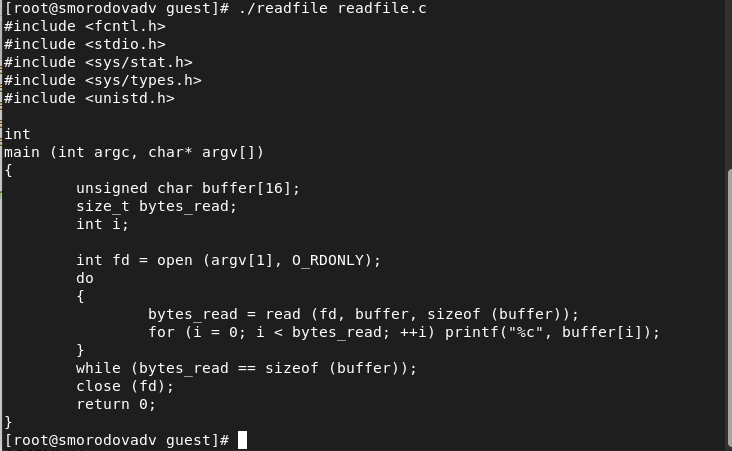 [root@smorodovadv guest]# ./readfile readfile.c
#include <fcntl.h>
#include <stdio.h>
#include <sys/stat.h>
#include <sys/types.h>
#include <unistd.h>

int
main (int argc, char* argv[])
{
        unsigned char buffer[16];
        size_t bytes_read;
        int i;

        int fd = open (argv[1], O_RDONLY);
        do
        {
                bytes_read = read (fd, buffer, sizeof (buffer));
                for (i = 0; i < bytes_read; ++i) printf("%c", buffer[i]);
        }
        while (bytes_read == sizeof (buffer));
        close (fd);
        return 0;
}
[root@smorodovadv guest]#